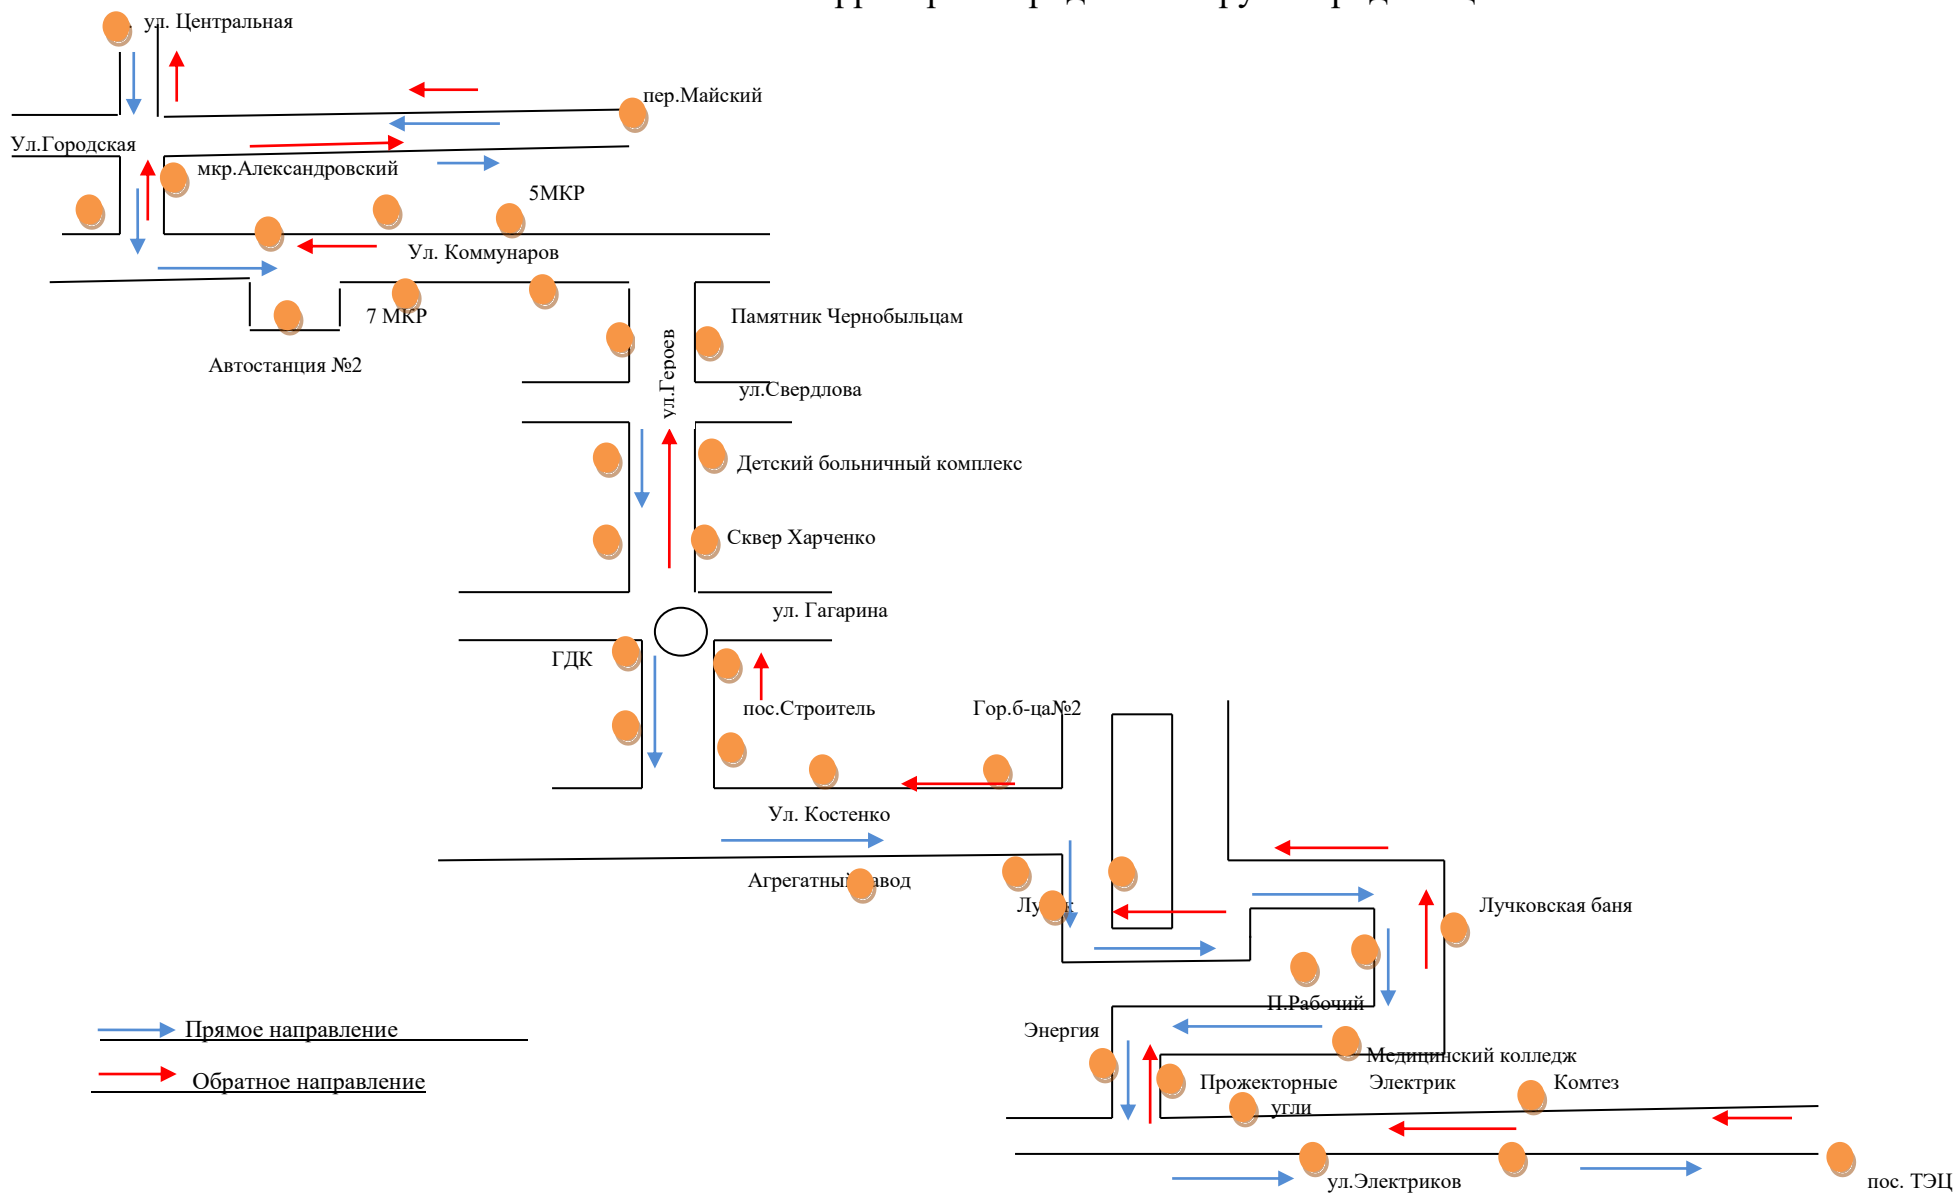 ул. Центральная
пер.Майский
Ул.Городская
мкр.Александровский
5МКР
Ул. Коммунаров
7 МКР
Памятник Чернобыльцам
Автостанция №2
ул.Героев
ул.Свердлова
Детский больничный комплекс
Сквер Харченко
ул. Гагарина
ГДК
пос.Строитель
Гор.б-ца№2
Ул. Костенко
Агрегатный завод
Лучковская баня
П.Рабочий
Прямое направление
Энергия
Медицинский колледж
Обратное направление
Прожекторные
угли
Электрик
Комтез
ул.Электриков
пос. ТЭЦ